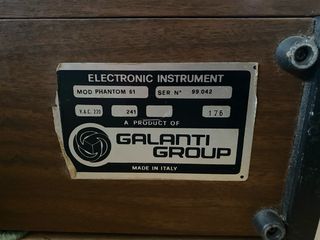 ELECTRONIC INSTRUMENT
MOD PHANTOM 61 SER N° 99.042
V.A.C. 220 241 176
A PRODUCT OF
GALANTI
GROUP
MADE IN ITALY